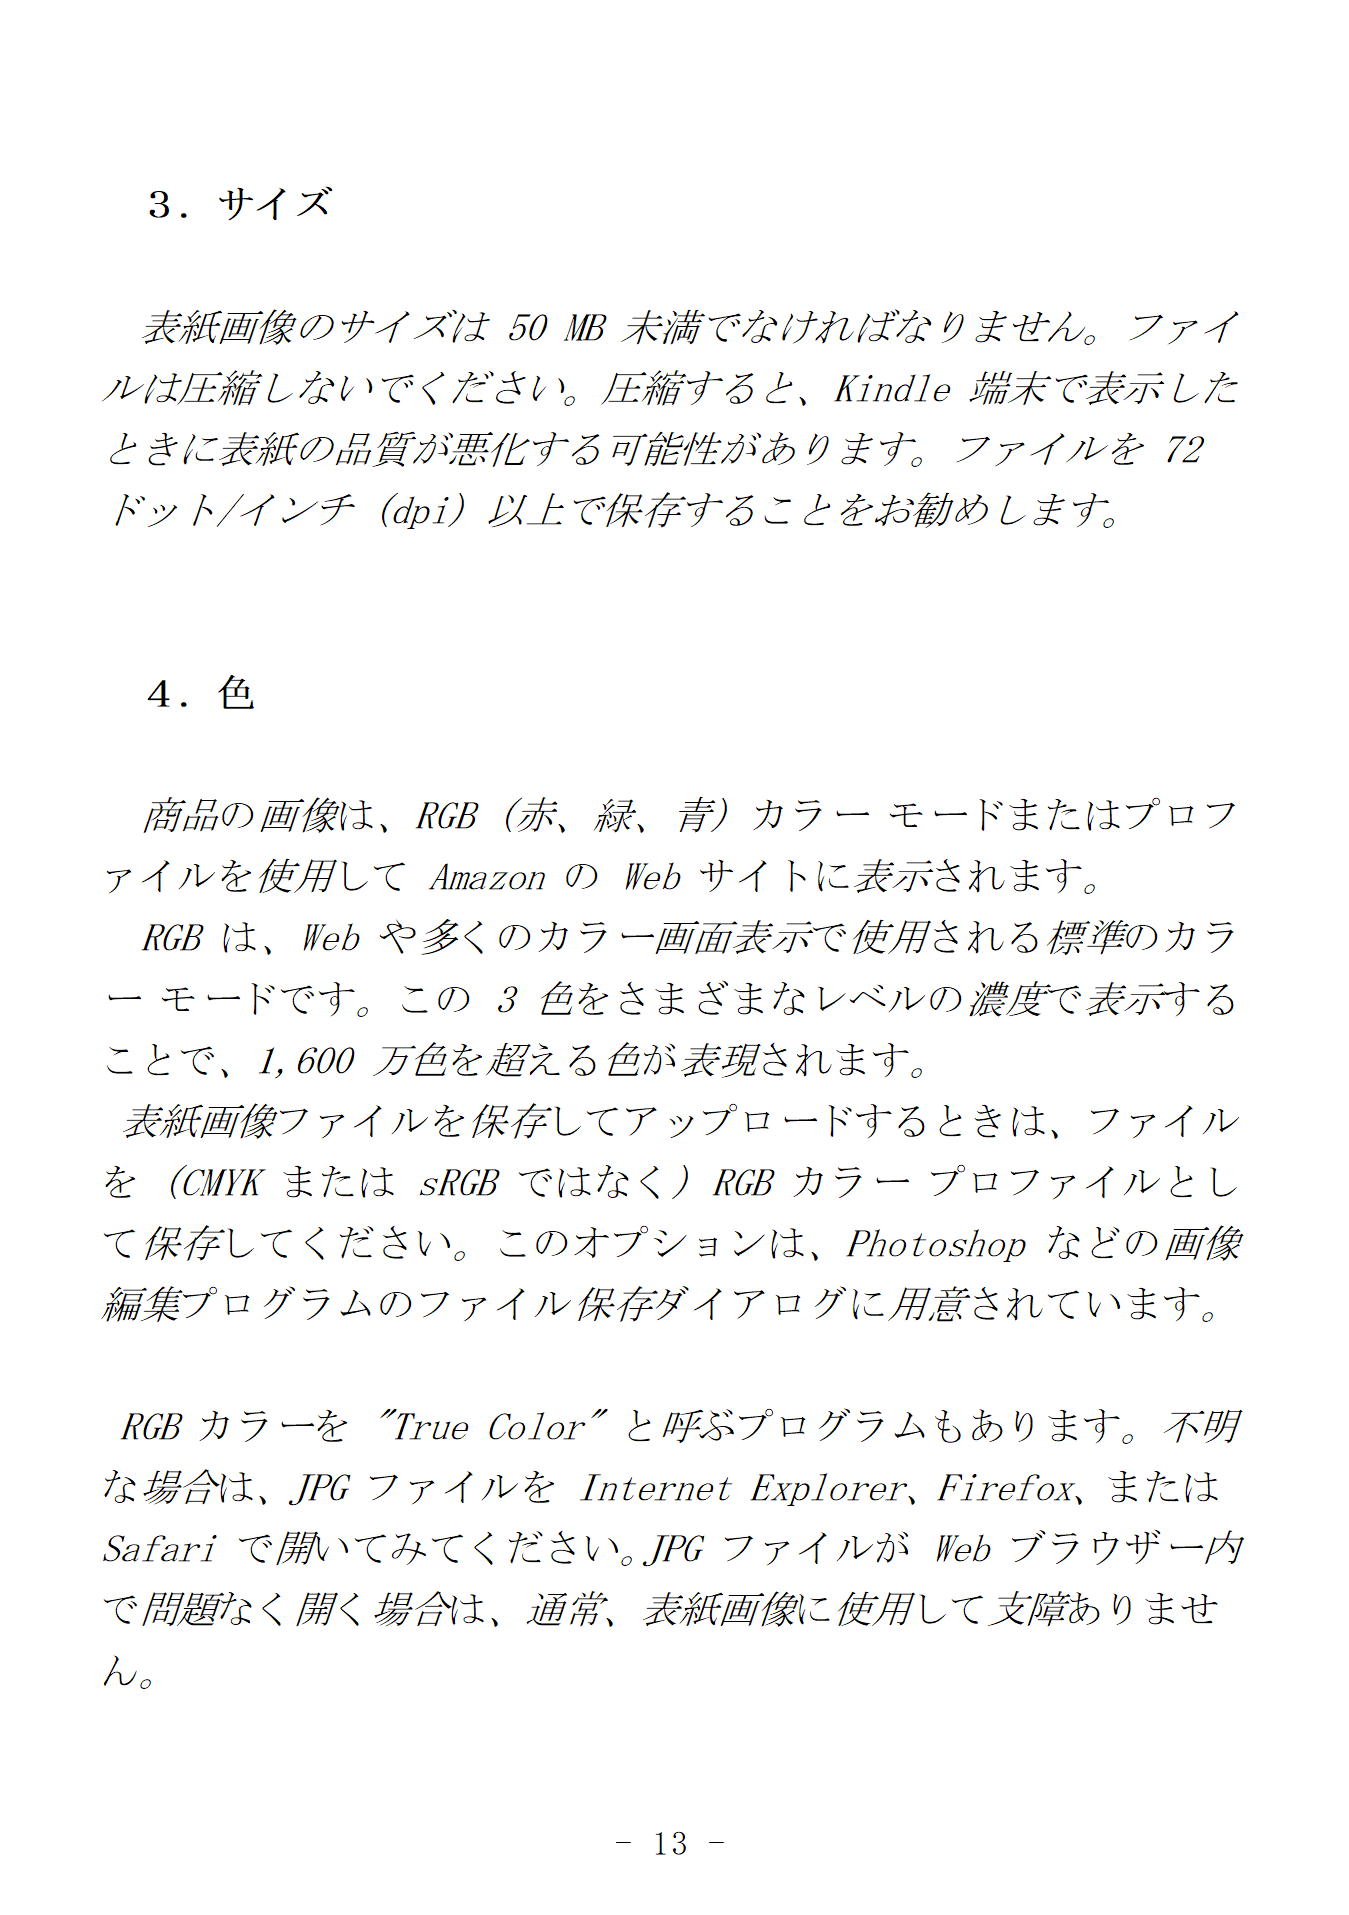 ３．サイズ
表紙画像のサイズは 50 MB 未満でなければなりません。ファイ
ルは圧縮しないでください。圧縮すると、Kindle 端末で表示した
ときに表紙の品質が悪化する可能性があります。ファイルを 72
ドット/インチ（dpi）以上で保存することをお勧めします。
４．色
商品の画像は、RGB（赤、緑、青）カラー モードまたはプロフ
ァイルを使用して Amazon の Web サイトに表示されます。
RGB は、Web や多くのカラー画面表示で使用される標準のカラ
ー モードです。この 3 色をさまざまなレベルの濃度で表示する
ことで、1,600 万色を超える色が表現されます。
表紙画像ファイルを保存してアップロードするときは、ファイル
を（CMYK または sRGB ではなく）RGB カラー プロファイルとし
て保存してください。このオプションは、Photoshop などの画像
編集プログラムのファイル保存ダイアログに用意されています。
RGB カラーを "True Color" と呼ぶプログラムもあります。不明
な場合は、JPG ファイルを Internet Explorer、Firefox、または
Safari で開いてみてください。JPG ファイルが Web ブラウザー内
で問題なく開く場合は、通常、表紙画像に使用して支障ありませ
ん。
- 13 -